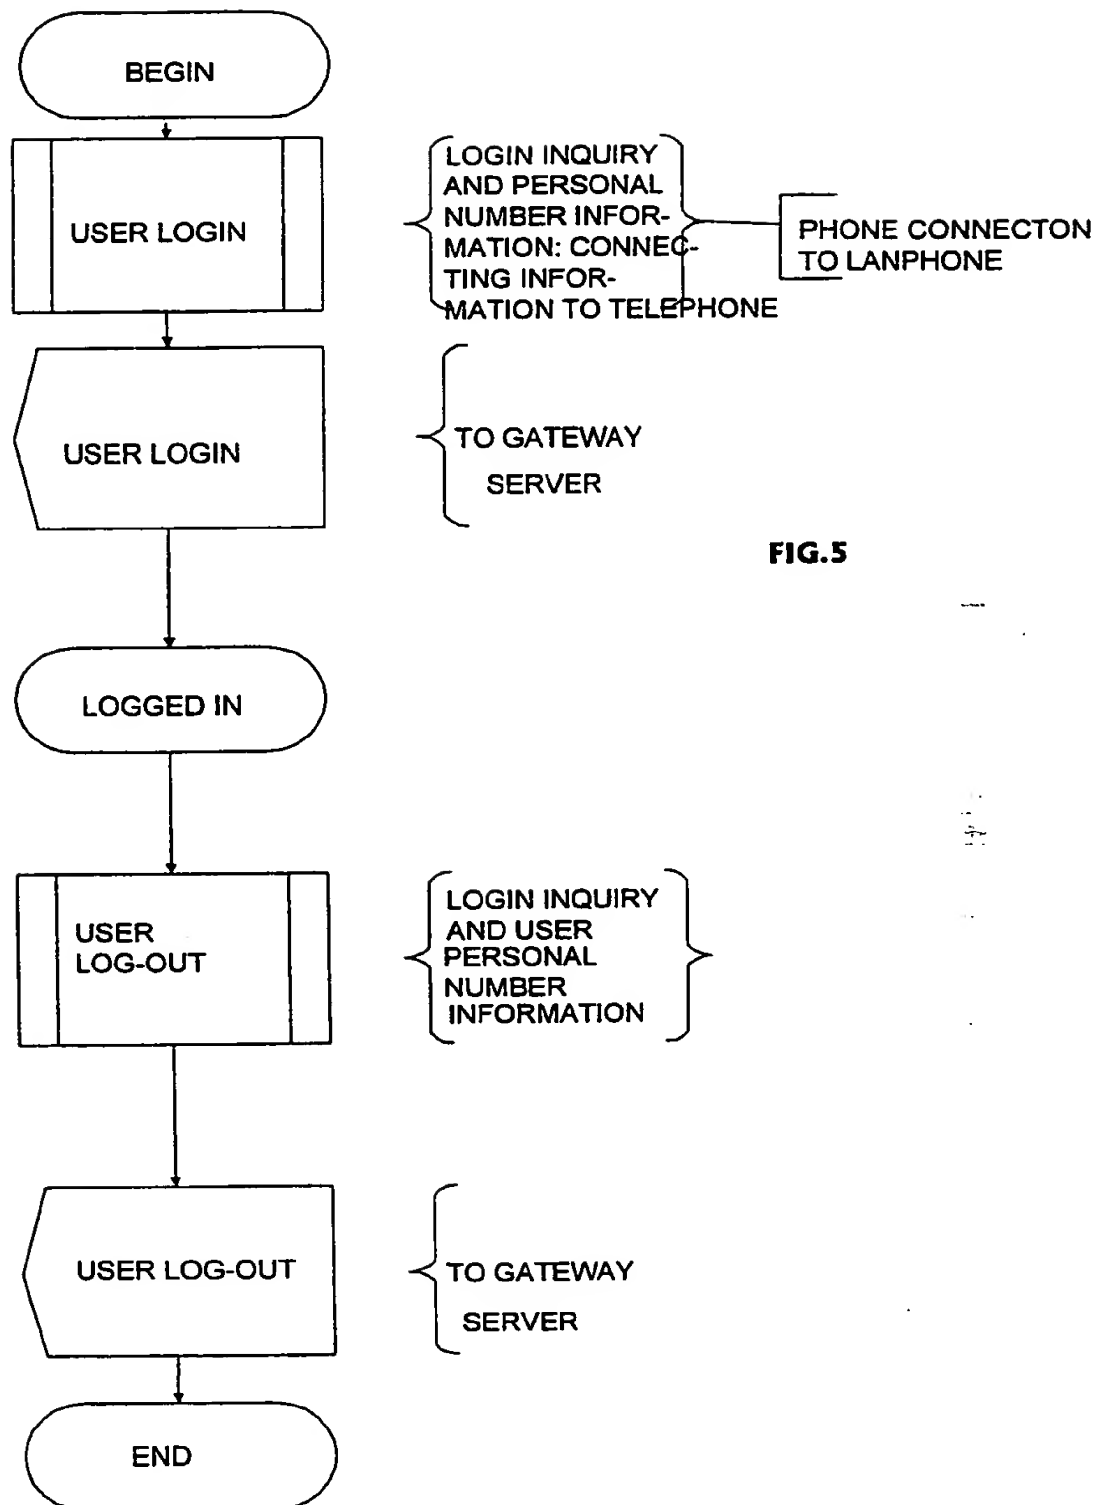 BEGIN
USER LOGIN
LOGIN INQUIRY
AND PERSONAL
NUMBER INFOR-
MATION: CONNEC-
TING INFOR-
MATION TO TELEPHONE
PHONE CONNECTON
TO LANPHONE
USER LOGIN
TO GATEWAY
SERVER
FIG.5
LOGGED IN
USER
LOG-OUT
LOGIN INQUIRY
AND USER
PERSONAL
NUMBER
INFORMATION
USER LOG-OUT
TO GATEWAY
SERVER
END